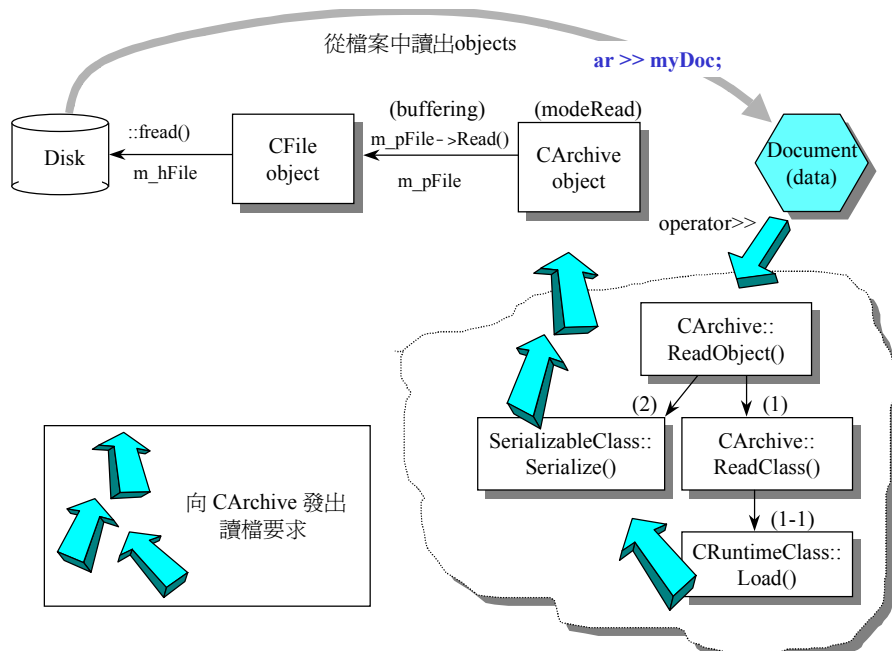 從檔案中讀出objects
ar >> myDoc;
(buffering)
(modeRead)
::fread()
m_pFile->Read()
Disk
CFile
object
CArchive
object
Document
(data)
m_hFile
m_pFile
operator>>
CArchive::
ReadObject()
(2)
(1)
SerializableClass::
Serialize()
CArchive::
ReadClass()
向 CArchive 發出
讀檔要求
(1-1)
CRuntimeClass::
Load()